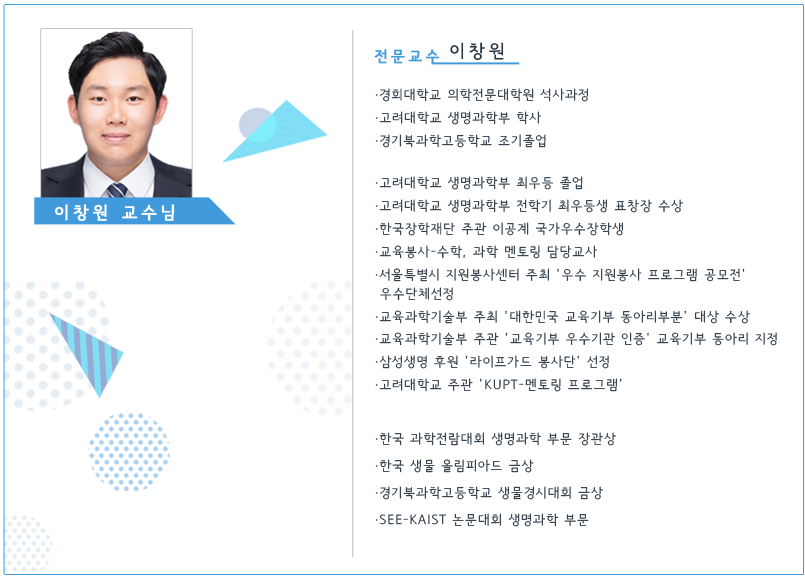 이창원 교수님
전문교수 이창원
·경희대학교 의학전문대학원 석사과정
·고려대학교 생명과학부 학사
·경기북과학고등학교 조기졸업
·고려대학교 생명과학부 최우등 졸업
·고려대학교 생명과학부 전학기 최우등생 표창장 수상
·한국장학재단 주관 이공계 국가우수장학생
·교육봉사-수학, 과학 멘토링 담당교사
·서울특별시 지원봉사센터 주최 '우수 지원봉사 프로그램 공모전'
우수단체선정
·교육과학기술부 주최 '대한민국 교육기부 동아리부분' 대상 수상
·교육과학기술부 주관 '교육기부 우수기관 인증' 교육기부 동아리 지정
·삼성생명 후원 '라이프가드 봉사단' 선정
·고려대학교 주관 'KUPT-멘토링 프로그램'
·한국 과학전람대회 생명과학 부문 장관상
·한국 생물 올림피아드 금상
·경기북과학고등학교 생물경시대회 금상
·SEE-KAIST 논문대회 생명과학 부문